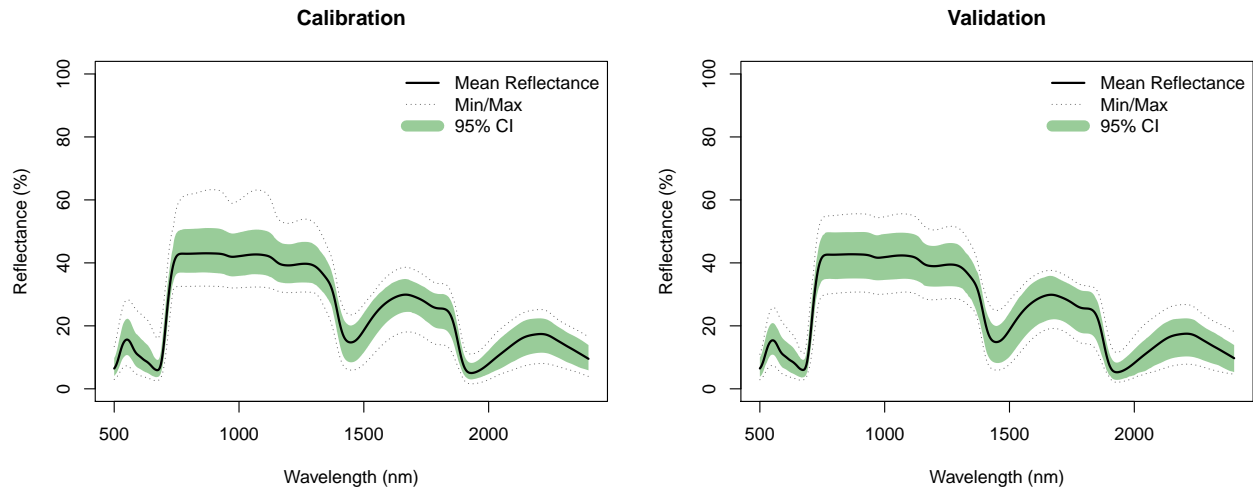 Calibration
Mean Reflectance
Min/Max
95% CI
Reflectance (%)
100
80
60
40
20
0
500
1000
1500
2000
Wavelength (nm)
Validation
Mean Reflectance
Min/Max
95% CI
Reflectance (%)
100
80
60
40
20
0
500
1000
1500
2000
Wavelength (nm)